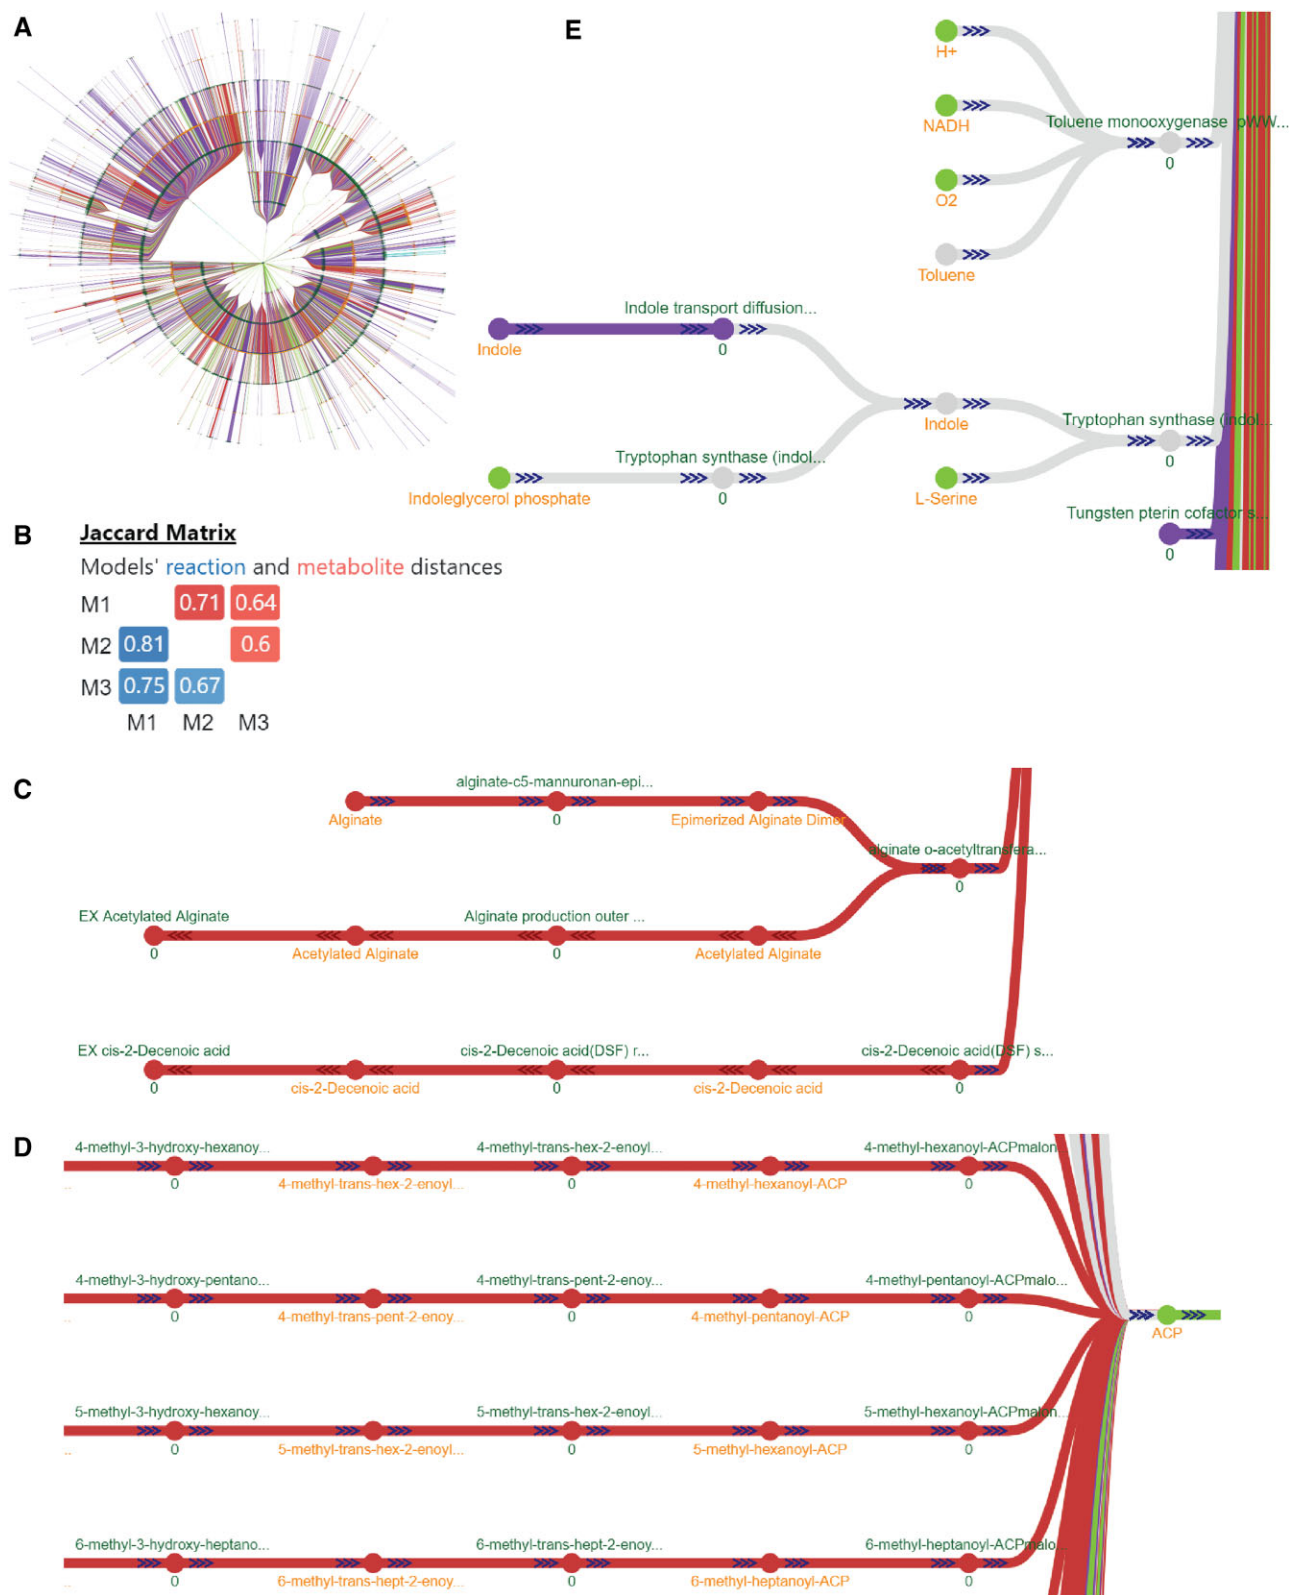 A
E
H+
NADH
Toluene monooxygenase pWW...
0
O2
Toluene
Indole transport diffusion...
Indole
0
Indole
Tryptophan synthase (indol...
0
Tryptophan synthase (indol...
Indoleglycerol phosphate
0
L-Serine
Tungsten pterin cofactor s...
0
B
Jaccard Matrix
Models' reaction and metabolite distances
M1 0.71 0.64
M2 0.81 0.6
M3 0.75 0.67
M1 M2 M3
C
alginate-c5-mannuronan-epi...
Alginate
0
Epimerized Alginate Dimer
alginate o-acetyltransfera...
0
EX Acetylated Alginate
Alginate production outer ...
0
Acetylated Alginate
0
Acetylated Alginate
EX cis-2-Decenoic acid
cis-2-Decenoic acid(DSF) r...
cis-2-Decenoic acid(DSF) s...
0
cis-2-Decenoic acid
0
cis-2-Decenoic acid
0
D
4-methyl-3-hydroxy-hexanoy...
4-methyl-trans-hex-2-enoyl...
4-methyl-hexanoyl-ACPmalon...
..
0
4-methyl-trans-hex-2-enoyl...
0
4-methyl-hexanoyl-ACP
0
4-methyl-3-hydroxy-pentano...
4-methyl-trans-pent-2-enoy...
4-methyl-pentanoyl-ACPmalo...
..
0
4-methyl-trans-pent-2-enoy...
0
4-methyl-pentanoyl-ACP
0
ACP
5-methyl-3-hydroxy-hexanoy...
5-methyl-trans-hex-2-enoyl...
5-methyl-hexanoyl-ACPmalon...
..
0
5-methyl-trans-hex-2-enoyl...
0
5-methyl-hexanoyl-ACP
0
6-methyl-3-hydroxy-heptano...
6-methyl-trans-hept-2-enoy...
6-methyl-heptanoyl-ACPmalo...
..
0
6-methyl-trans-hept-2-enoy...
0
6-methyl-heptanoyl-ACP
0